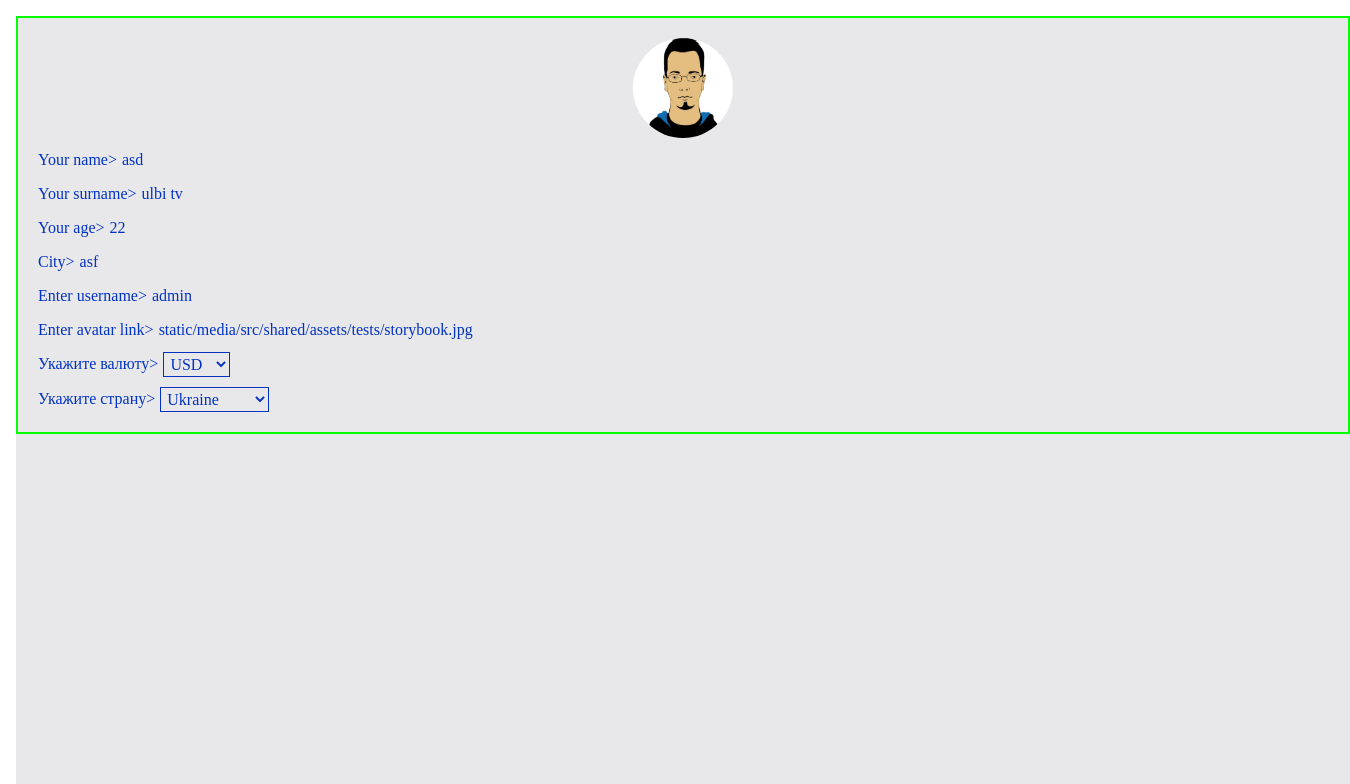 Your name> asd
Your surname> ulbi tv
Your age> 22
City> asf
Enter username> admin
Enter avatar link> static/media/src/shared/assets/tests/storybook.jpg
Укажите валюту> USD
Укажите страну> Ukraine